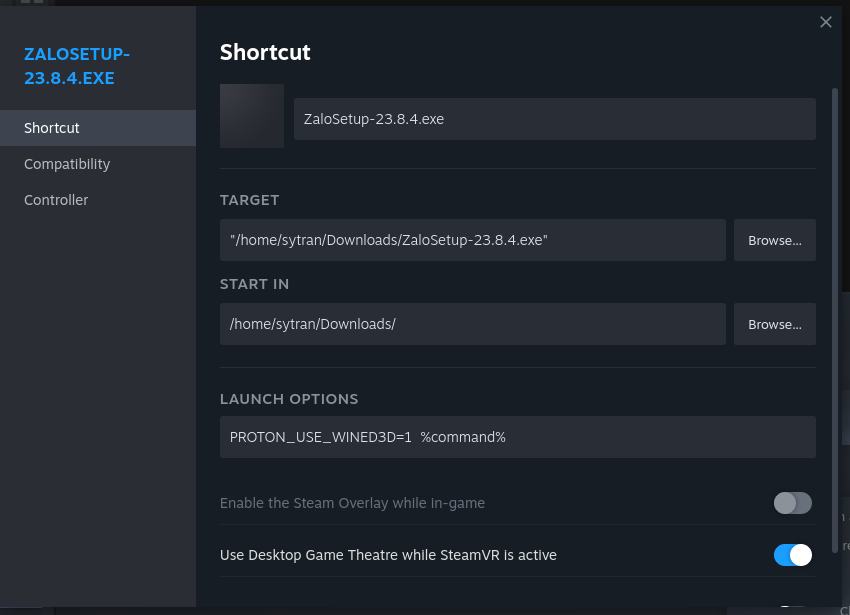 ZALOSETUP-
23.8.4.EXE
Shortcut
Compatibility
Controller
Shortcut
ZaloSetup-23.8.4.exe
TARGET
"/home/sytran/Downloads/ZaloSetup-23.8.4.exe"
Browse...
START IN
/home/sytran/Downloads/
Browse...
LAUNCH OPTIONS
PROTON_USE_WINED3D=1  %command%
Enable the Steam Overlay while in-game
Use Desktop Game Theatre while SteamVR is active